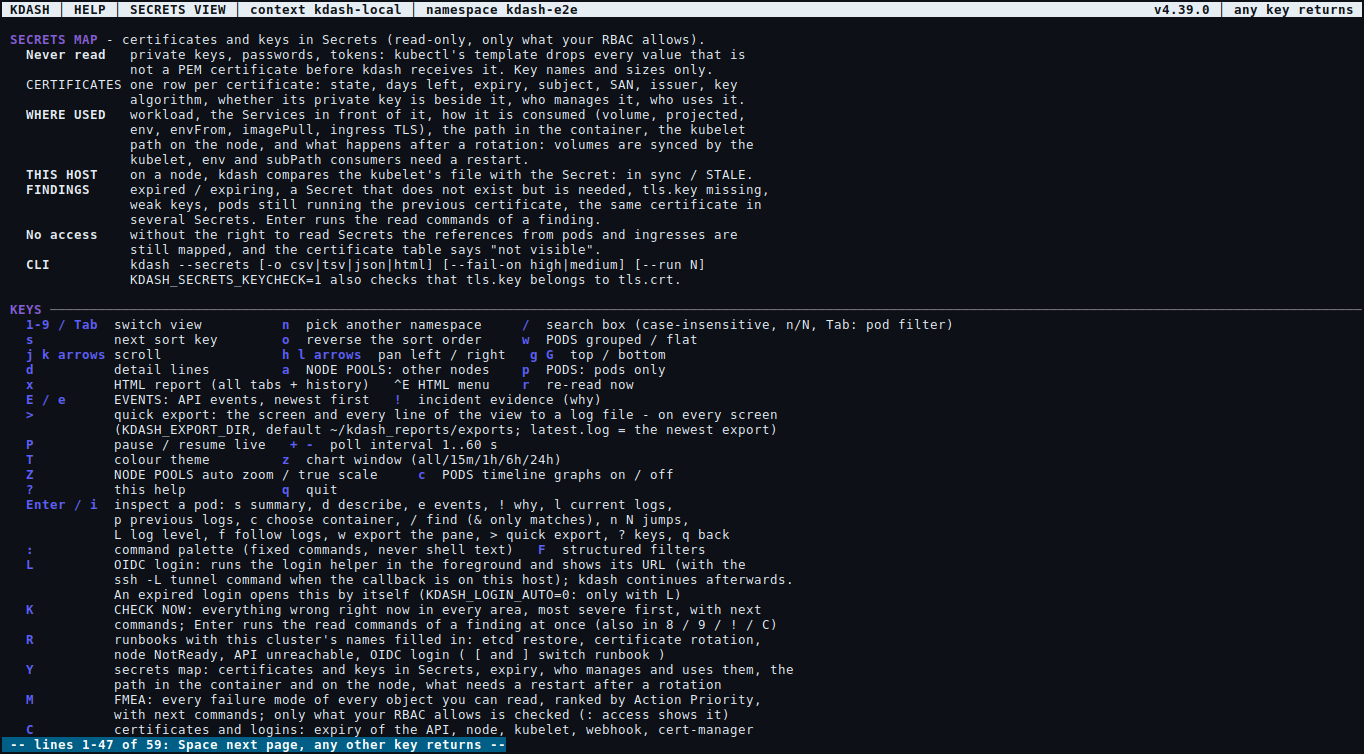 KDASH │ HELP │ SECRETS VIEW │ context kdash-local │ namespace kdash-e2e v4.39.0 │ any key returns
SECRETS MAP - certificates and keys in Secrets (read-only, only what your RBAC allows).
Never read private keys, passwords, tokens: kubectl's template drops every value that is
not a PEM certificate before kdash receives it. Key names and sizes only.
CERTIFICATES one row per certificate: state, days left, expiry, subject, SAN, issuer, key
algorithm, whether its private key is beside it, who manages it, who uses it.
WHERE USED workload, the Services in front of it, how it is consumed (volume, projected,
env, envFrom, imagePull, ingress TLS), the path in the container, the kubelet
path on the node, and what happens after a rotation: volumes are synced by the
kubelet, env and subPath consumers need a restart.
THIS HOST on a node, kdash compares the kubelet's file with the Secret: in sync / STALE.
FINDINGS expired / expiring, a Secret that does not exist but is needed, tls.key missing,
weak keys, pods still running the previous certificate, the same certificate in
several Secrets. Enter runs the read commands of a finding.
No access without the right to read Secrets the references from pods and ingresses are
still mapped, and the certificate table says "not visible".
CLI kdash --secrets [-o csv|tsv|json|html] [--fail-on high|medium] [--run N]
KDASH_SECRETS_KEYCHECK=1 also checks that tls.key belongs to tls.crt.
KEYS
1-9 / Tab switch view n pick another namespace / search box (case-insensitive, n/N, Tab: pod filter)
s next sort key o reverse the sort order w PODS grouped / flat
j k arrows scroll h l arrows pan left / right g G top / bottom
d detail lines a NODE POOLS: other nodes p PODS: pods only
x HTML report (all tabs + history) ^E HTML menu r re-read now
E / e EVENTS: API events, newest first ! incident evidence (why)
> quick export: the screen and every line of the view to a log file - on every screen
(KDASH_EXPORT_DIR, default ~/kdash_reports/exports; latest.log = the newest export)
P pause / resume live + - poll interval 1..60 s
T colour theme z chart window (all/15m/1h/6h/24h)
Z NODE POOLS auto zoom / true scale c PODS timeline graphs on / off
? this help q quit
Enter / i inspect a pod: s summary, d describe, e events, ! why, l current logs,
p previous logs, c choose container, / find (& only matches), n N jumps,
L log level, f follow logs, w export the pane, > quick export, ? keys, q back
: command palette (fixed commands, never shell text) F structured filters
L OIDC login: runs the login helper in the foreground and shows its URL (with the
ssh -L tunnel command when the callback is on this host); kdash continues afterwards.
An expired login opens this by itself (KDASH_LOGIN_AUTO=0: only with L)
K CHECK NOW: everything wrong right now in every area, most severe first, with next
commands; Enter runs the read commands of a finding at once (also in 8 / 9 / ! / C)
R runbooks with this cluster's names filled in: etcd restore, certificate rotation,
node NotReady, API unreachable, OIDC login ( [ and ] switch runbook )
Y secrets map: certificates and keys in Secrets, expiry, who manages and uses them, the
path in the container and on the node, what needs a restart after a rotation
M FMEA: every failure mode of every object you can read, ranked by Action Priority,
with next commands; only what your RBAC allows is checked (: access shows it)
C certificates and logins: expiry of the API, node, kubelet, webhook, cert-manager
-- lines 1-47 of 59: Space next page, any other key returns --